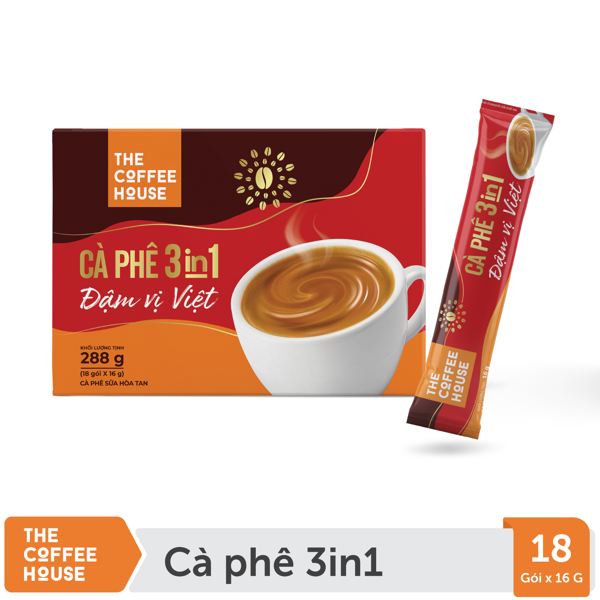 THE
COFFEE
HOUSE
CÀ PHÊ 3in1
Đậm vị Việt
KHỐI LƯỢNG TỊNH
288 g
(18 gói X 16 g)
CÀ PHÊ SỮA HÒA TAN
CÀ PHÊ 3in1
Đậm vị Việt
THE
COFFEE
HOUSE
16 g
THE
COFFEE
HOUSE
Cà phê 3in1
18
Gói x 16 G